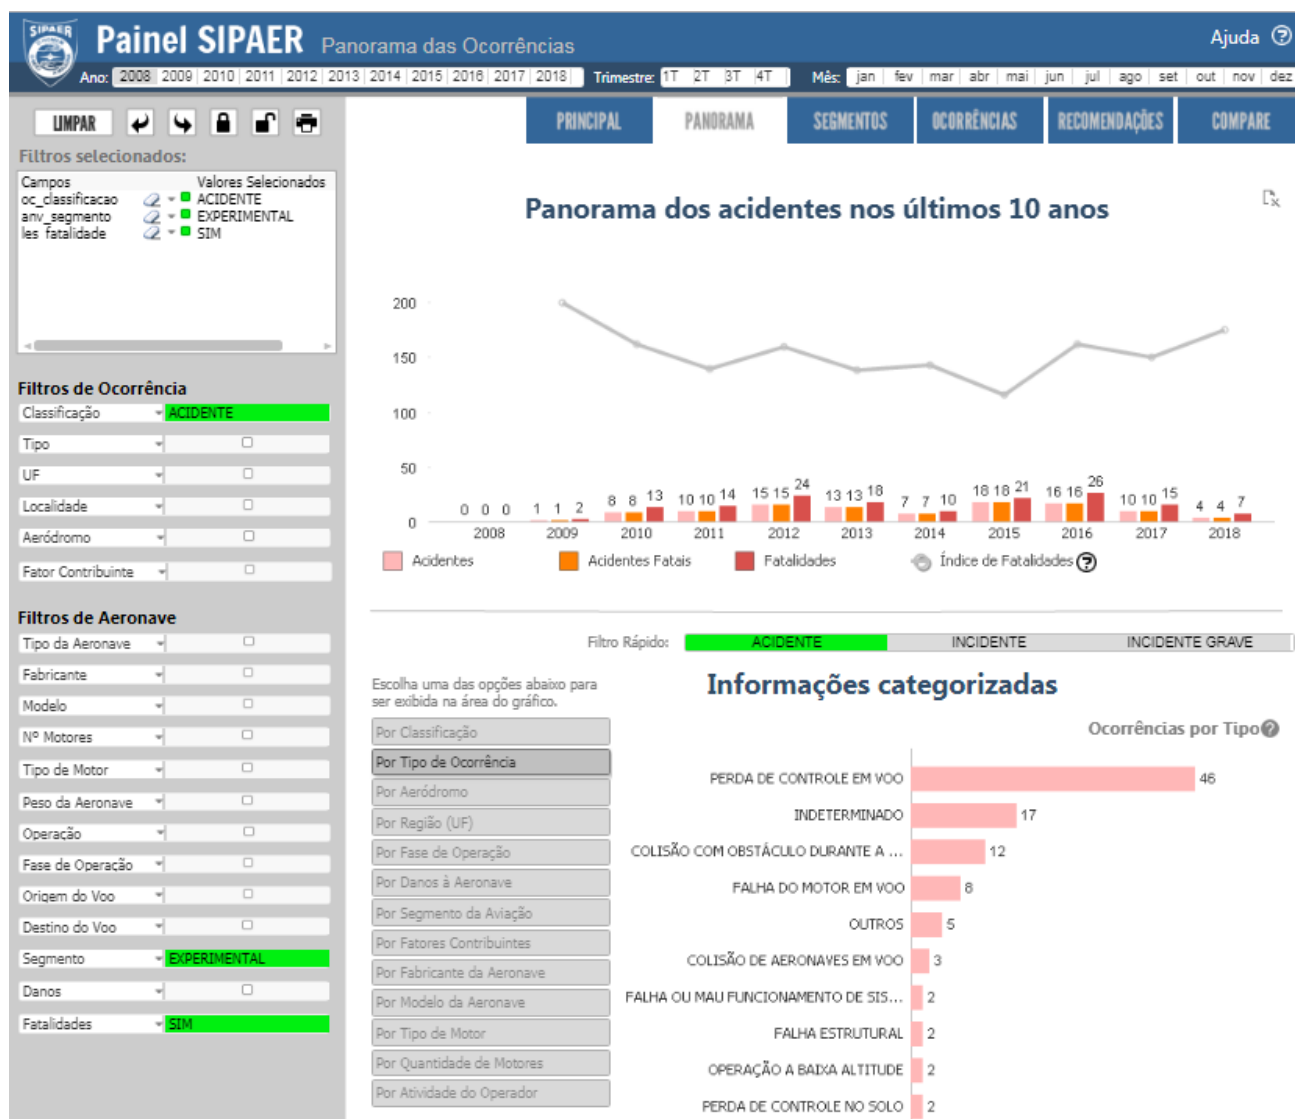 SIPAER
Painel SIPAER Panorama das Ocorrências
Ajuda ?
Ano: 2008 2009 2010 2011 2012 2013 2014 2015 2016 2017 2018 Trimestre: 1T 2T 3T 4T Mês: jan fev mar abr mai jun jul ago set out nov dez
LIMPAR
PRINCIPAL PANORAMA SEGMENTOS OCORRÊNCIAS RECOMENDAÇÕES COMPARE
Filtros selecionados:
Campos Valores Selecionados
oc_classificacao ACIDENTE
anv_segmento EXPERIMENTAL
les_fatalidade SIM
Filtros de Ocorrência
Classificação ACIDENTE
Tipo
UF
Localidade
Aeródromo
Fator Contribuinte
Filtros de Aeronave
Tipo da Aeronave
Fabricante
Modelo
Nº Motores
Tipo de Motor
Peso da Aeronave
Operação
Fase de Operação
Origem do Voo
Destino do Voo
Segmento EXPERIMENTAL
Danos
Fatalidades SIM
Panorama dos acidentes nos últimos 10 anos
200
150
100
50
0
0 0 0 1 1 2 8 8 13 10 10 14 15 15 24 13 13 18 7 7 10 18 18 21 16 16 26 10 10 15 4 4 7
2008 2009 2010 2011 2012 2013 2014 2015 2016 2017 2018
Acidentes Acidentes Fatais Fatalidades Índice de Fatalidades ?
Filtro Rápido: ACIDENTE INCIDENTE INCIDENTE GRAVE
Escolha uma das opções abaixo para
ser exibida na área do gráfico.
Por Classificação
Por Tipo de Ocorrência
Por Aeródromo
Por Região (UF)
Por Fase de Operação
Por Danos à Aeronave
Por Segmento da Aviação
Por Fatores Contribuintes
Por Fabricante da Aeronave
Por Modelo da Aeronave
Por Tipo de Motor
Por Quantidade de Motores
Por Atividade do Operador
Informações categorizadas
Ocorrências por Tipo ?
PERDA DE CONTROLE EM VOO 46
INDETERMINADO 17
COLISÃO COM OBSTÁCULO DURANTE A ... 12
FALHA DO MOTOR EM VOO 8
OUTROS 5
COLISÃO DE AERONAVES EM VOO 3
FALHA OU MAU FUNCIONAMENTO DE SIS... 2
FALHA ESTRUTURAL 2
OPERAÇÃO A BAIXA ALTITUDE 2
PERDA DE CONTROLE NO SOLO 2